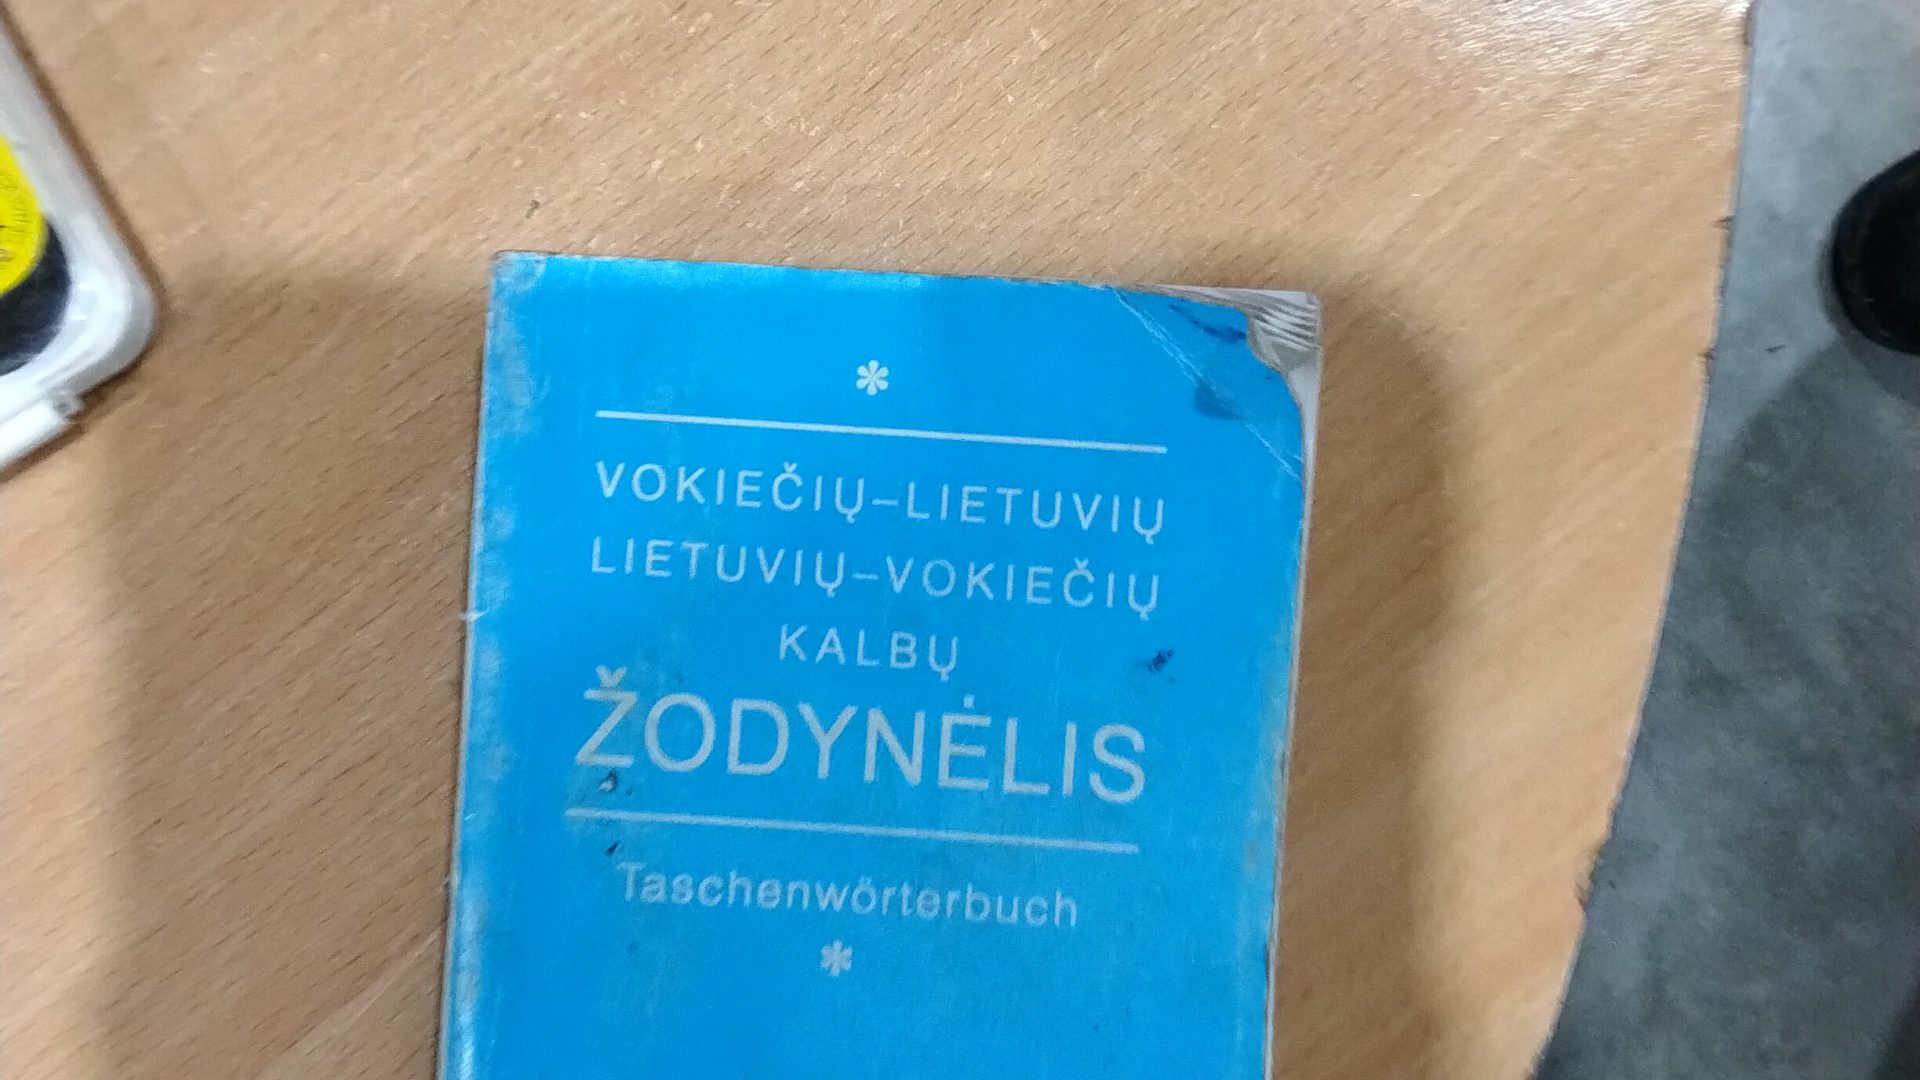 VOKIEČIŲ–LIETUVIŲ
LIETUVIŲ–VOKIEČIŲ
KALBŲ
ŽODYNĖLIS
Taschenwörterbuch